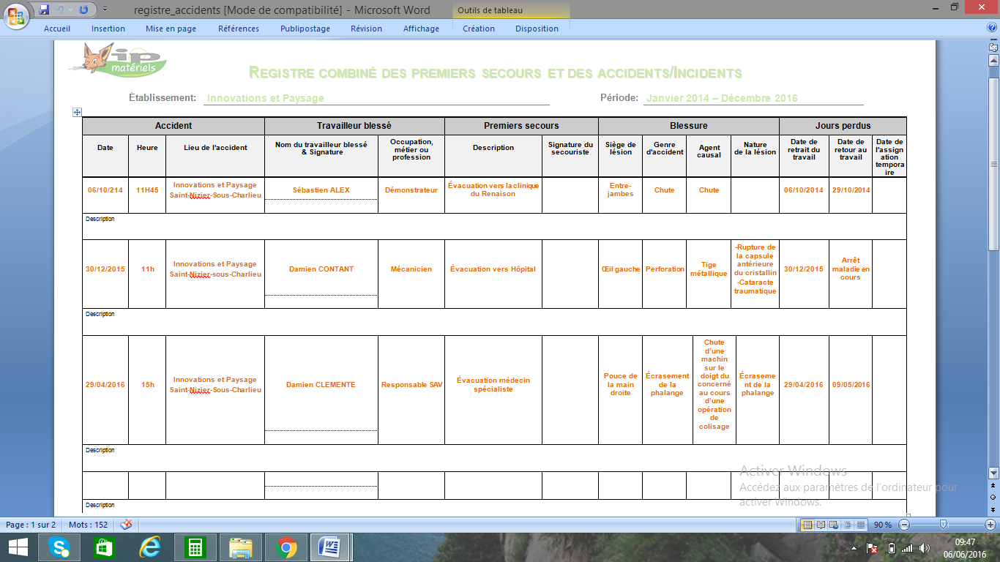 registre_accidents [Mode de compatibilité] - Microsoft Word
Outils de tableau
Accueil Insertion Mise en page Références Publipostage Révision Affichage Création Disposition
ip
matériels
REGISTRE COMBINÉ DES PREMIERS SECOURS ET DES ACCIDENTS/INCIDENTS
Établissement: Innovations et Paysage Période: Janvier 2014 – Décembre 2016
Accident Travailleur blessé Premiers secours Blessure Jours perdus
Date
Heure
Lieu de l'accident
Nom du travailleur blessé
& Signature
Occupation,
métier ou
profession
Description
Signature du
secouriste
Siège de
lésion
Genre
d'accident
Agent
causal
Nature
de la lésion
Date de
retrait du
travail
Date de
retour au
travail
Date de
l'assign
ation
tempora
ire
06/10/214
11H45
Innovations et Paysage
Saint-Nizier-Sous-Charlieu
Sébastien ALEX
Démonstrateur
Évacuation vers la clinique
du Renaison
Entre-
jambes
Chute
Chute
06/10/2014
29/10/2014
Description
30/12/2015
11h
Innovations et Paysage
Saint-Nizier-sous-Charlieu
Damien CONTANT
Mécanicien
Évacuation vers Hôpital
Œil gauche
Perforation
Tige
métallique
-Rupture de
la capsule
antérieure
du cristallin
-Cataracte
traumatique
30/12/2015
Arrêt
maladie en
cours
Description
29/04/2016
15h
Innovations et Paysage
Saint-Nizier-Sous-Charlieu
Damien CLEMENTE
Responsable SAV
Évacuation médecin
spécialiste
Pouce de
la main
droite
Écrasement
de la
phalange
Chute
d'une
machin
sur le
doigt du
concerné
au cours
d'une
opération
de
colisage
Écraseme
nt de la
phalange
29/04/2016
09/05/2016
Description
Description
Activer Windows
Accédez aux paramètres de l'ordinateur pour
activer Windows.
Page : 1 sur 2 Mots : 152 90 %
09:47
06/06/2016